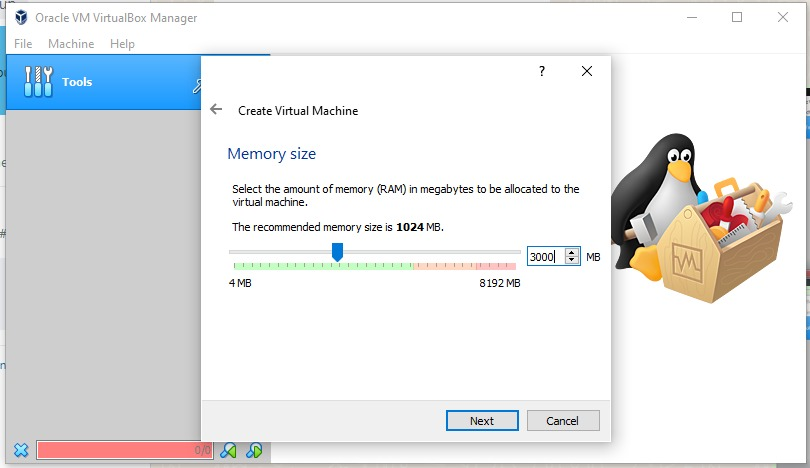 Oracle VM VirtualBox Manager
File Machine Help
Tools
?
Create Virtual Machine
Memory size
Select the amount of memory (RAM) in megabytes to be allocated to the
virtual machine.
The recommended memory size is 1024 MB.
3000 MB
4 MB 8192 MB
Next Cancel
0/0